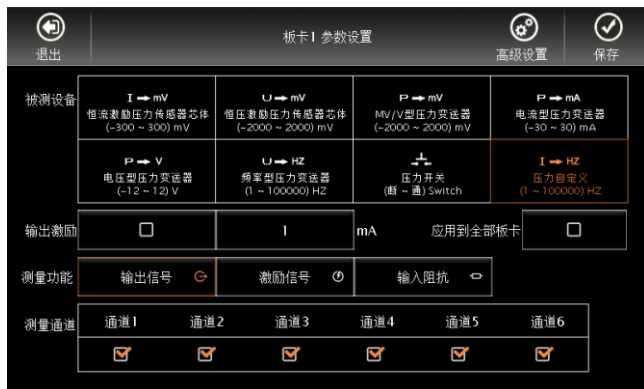 板卡1 参数设置
退出
高级设置
保存
被测设备
I ➡ mV
恒流激励压力传感器芯体
(-300 ~ 300) mV
U ➡ mV
恒压激励压力传感器芯体
(-2000 ~ 2000) mV
P ➡ mV
MV/V型压力变送器
(-2000 ~ 2000) mV
P ➡ mA
电流型压力变送器
(-30 ~ 30) mA
P ➡ V
电压型压力变送器
(-12 ~ 12) V
U ➡ HZ
频率型压力变送器
(1 ~ 100000) HZ
压力开关
(断 ~ 通) Switch
I ➡ HZ
压力自定义
(1 ~ 100000) HZ
输出激励
1
mA
应用到全部板卡
测量功能
输出信号
激励信号
输入阻抗
测量通道
通道1
通道2
通道3
通道4
通道5
通道6